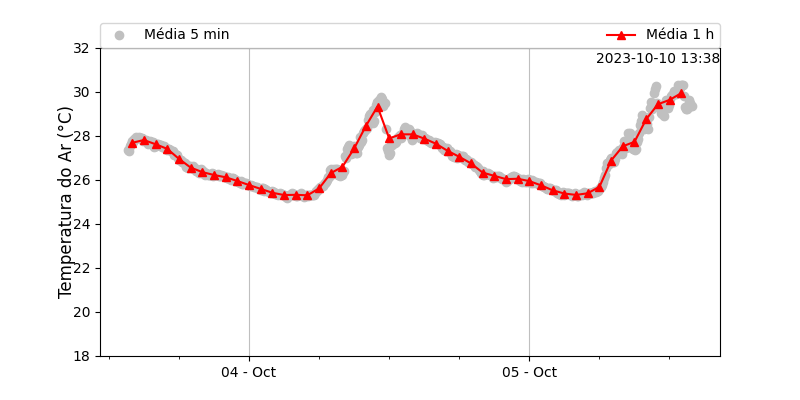 Média 5 min
Média 1 h
2023-10-10 13:38
Temperatura do Ar (°C)
32
30
28
26
24
22
20
18
04 - Oct
05 - Oct